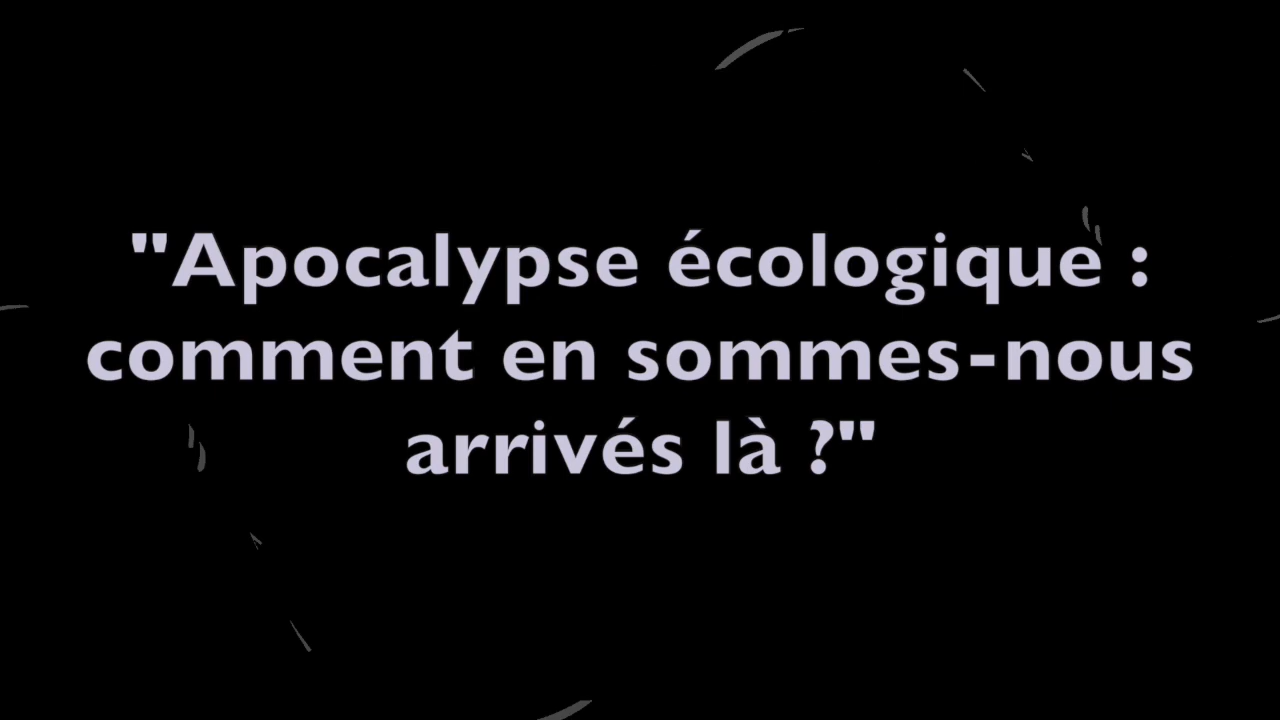 "Apocalypse écologique :
comment en sommes-nous
arrivés là ?"